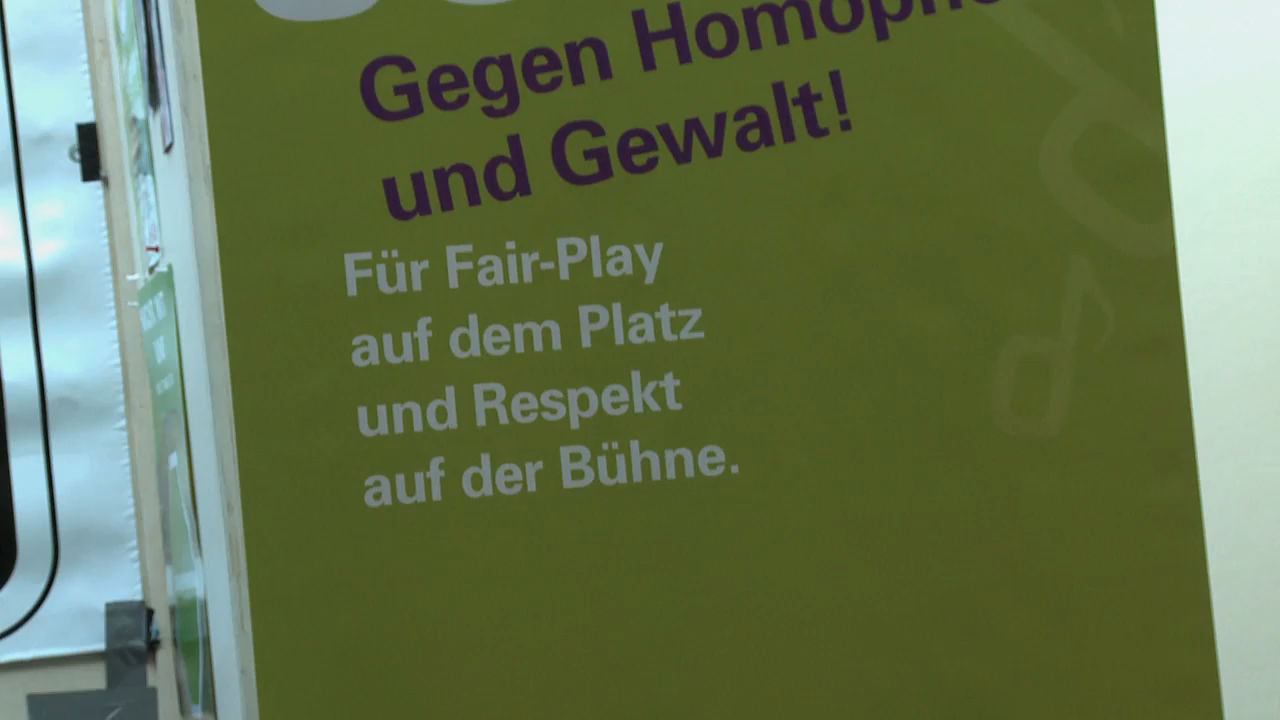 Gegen
und Gewalt!
Für Fair-Play
auf dem Platz
und Respekt
auf der Bühne.